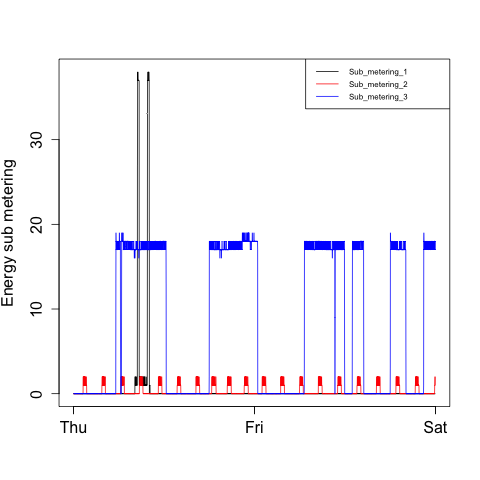 Sub_metering_1
Sub_metering_2
Sub_metering_3
Energy sub metering
30
20
10
0
Thu Fri Sat